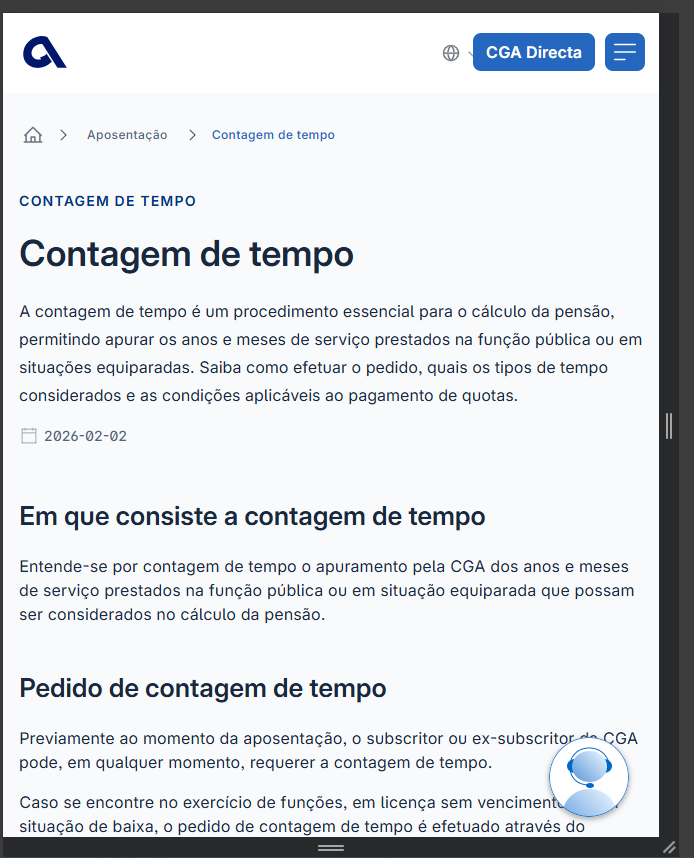 CGA Directa
Aposentação
Contagem de tempo
CONTAGEM DE TEMPO
Contagem de tempo
A contagem de tempo é um procedimento essencial para o cálculo da pensão,
permitindo apurar os anos e meses de serviço prestados na função pública ou em
situações equiparadas. Saiba como efetuar o pedido, quais os tipos de tempo
considerados e as condições aplicáveis ao pagamento de quotas.
2026-02-02
Em que consiste a contagem de tempo
Entende-se por contagem de tempo o apuramento pela CGA dos anos e meses
de serviço prestados na função pública ou em situação equiparada que possam
ser considerados no cálculo da pensão.
Pedido de contagem de tempo
Previamente ao momento da aposentação, o subscritor ou ex-subscritor da CGA
pode, em qualquer momento, requerer a contagem de tempo.
Caso se encontre no exercício de funções, em licença sem vencimento
situação de baixa, o pedido de contagem de tempo é efetuado através do